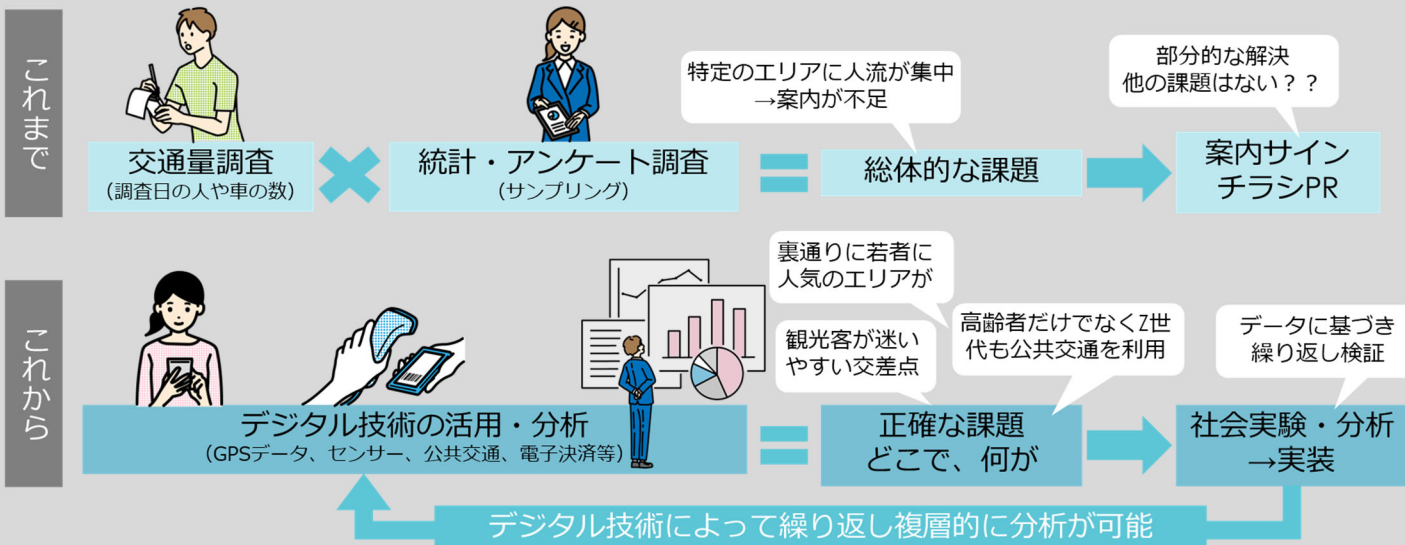 これまで
交通量調査
(調査日の人や車の数)
統計・アンケート調査
(サンプリング)
特定のエリアに人流が集中
→案内が不足
総体的な課題
部分的な解決
他の課題はない？？
案内サイン
チラシPR
これから
デジタル技術の活用・分析
(GPSデータ、センサー、公共交通、電子決済等)
裏通りに若者に
人気のエリアが
観光客が迷い
やすい交差点
高齢者だけでなくZ世
代も公共交通を利用
正確な課題
どこで、何が
データに基づき
繰り返し検証
社会実験・分析
→実装
デジタル技術によって繰り返し複層的に分析が可能